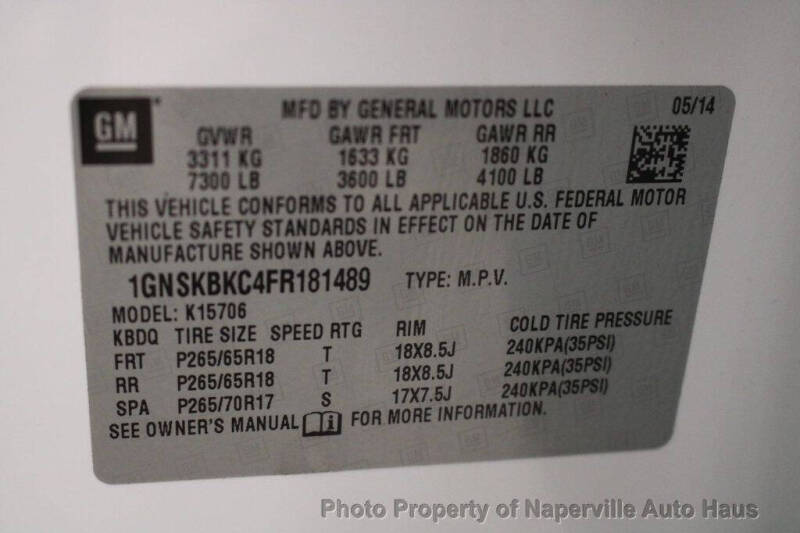 GM MFD BY GENERAL MOTORS LLC 05/14
GVWR GAWR FRT GAWR RR
3311 KG 1633 KG 1860 KG
7300 LB 3600 LB 4100 LB
THIS VEHICLE CONFORMS TO ALL APPLICABLE U.S. FEDERAL MOTOR
VEHICLE SAFETY STANDARDS IN EFFECT ON THE DATE OF
MANUFACTURE SHOWN ABOVE.
1GNSKBKC4FR181489 TYPE: M.P.V.
MODEL: K15706
KBDQ TIRE SIZE SPEED RTG RIM COLD TIRE PRESSURE
FRT P265/65R18 T 18X8.5J 240KPA(35PSI)
RR P265/65R18 T 18X8.5J 240KPA(35PSI)
SPA P265/70R17 S 17X7.5J 240KPA(35PSI)
SEE OWNER'S MANUAL i FOR MORE INFORMATION.
Photo Property of Naperville Auto Haus